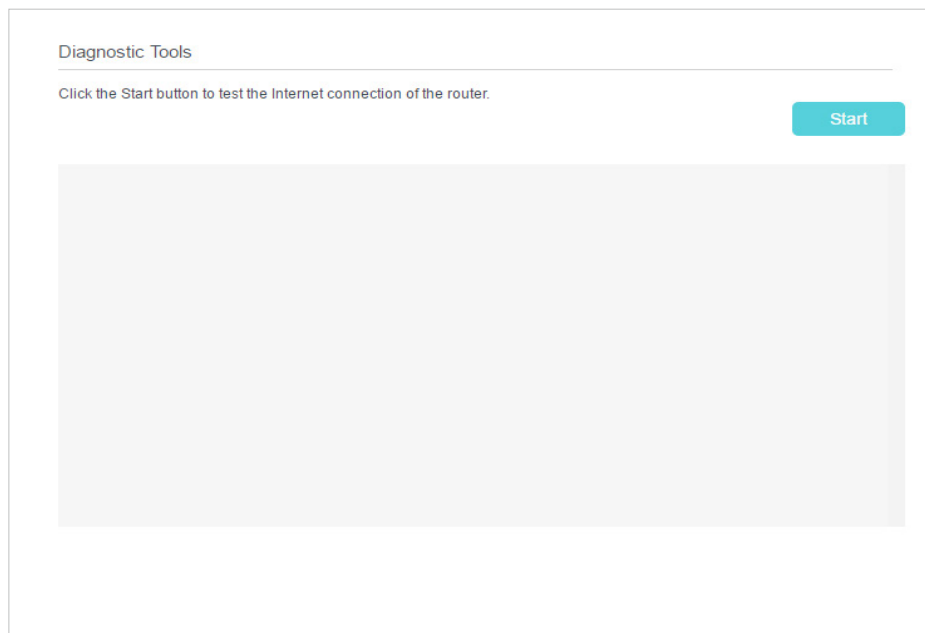 Diagnostic Tools
Click the Start button to test the Internet connection of the router.
Start